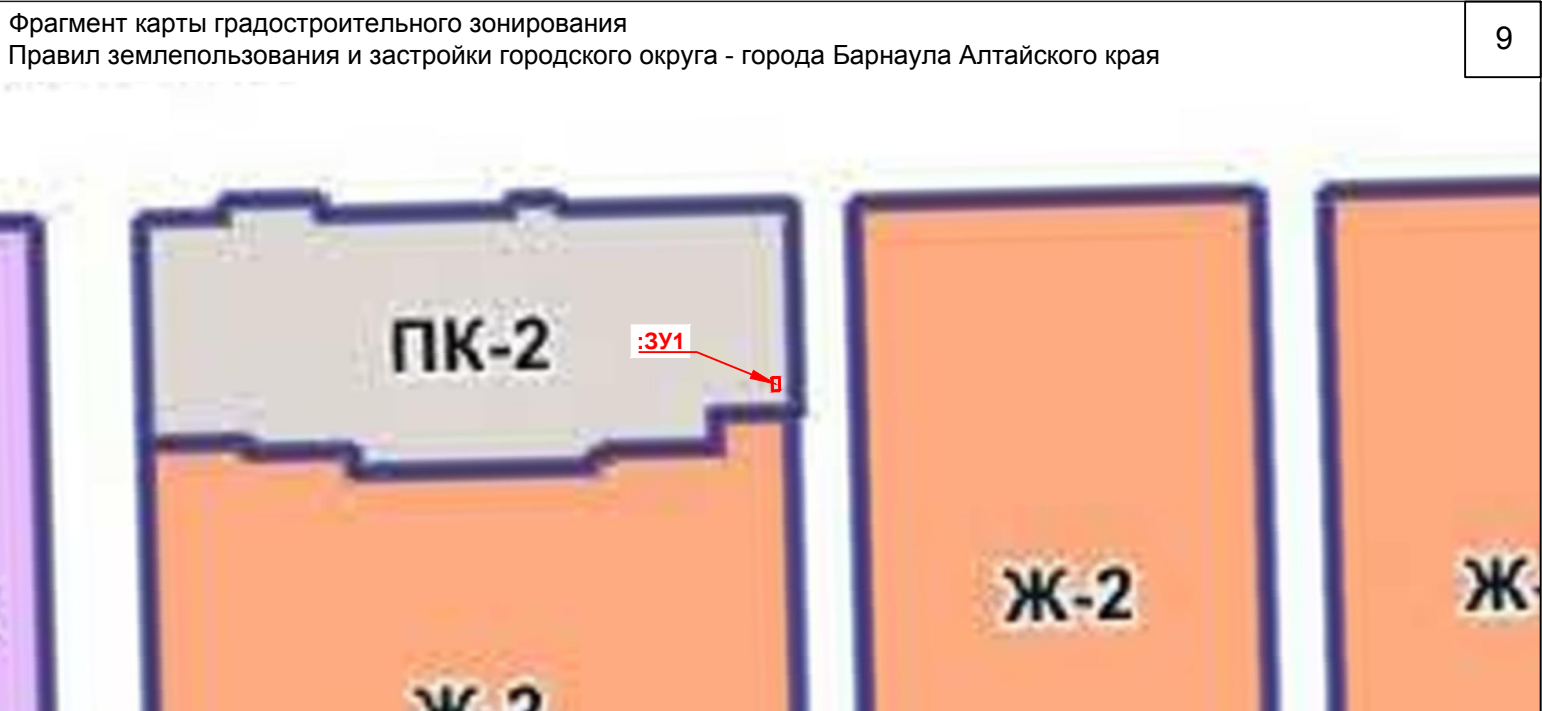 Фрагмент карты градостроительного зонирования
Правил землепользования и застройки городского округа - города Барнаула Алтайского края
9
ПК-2
:ЗУ1
Ж-2
Ж-
Ж-2